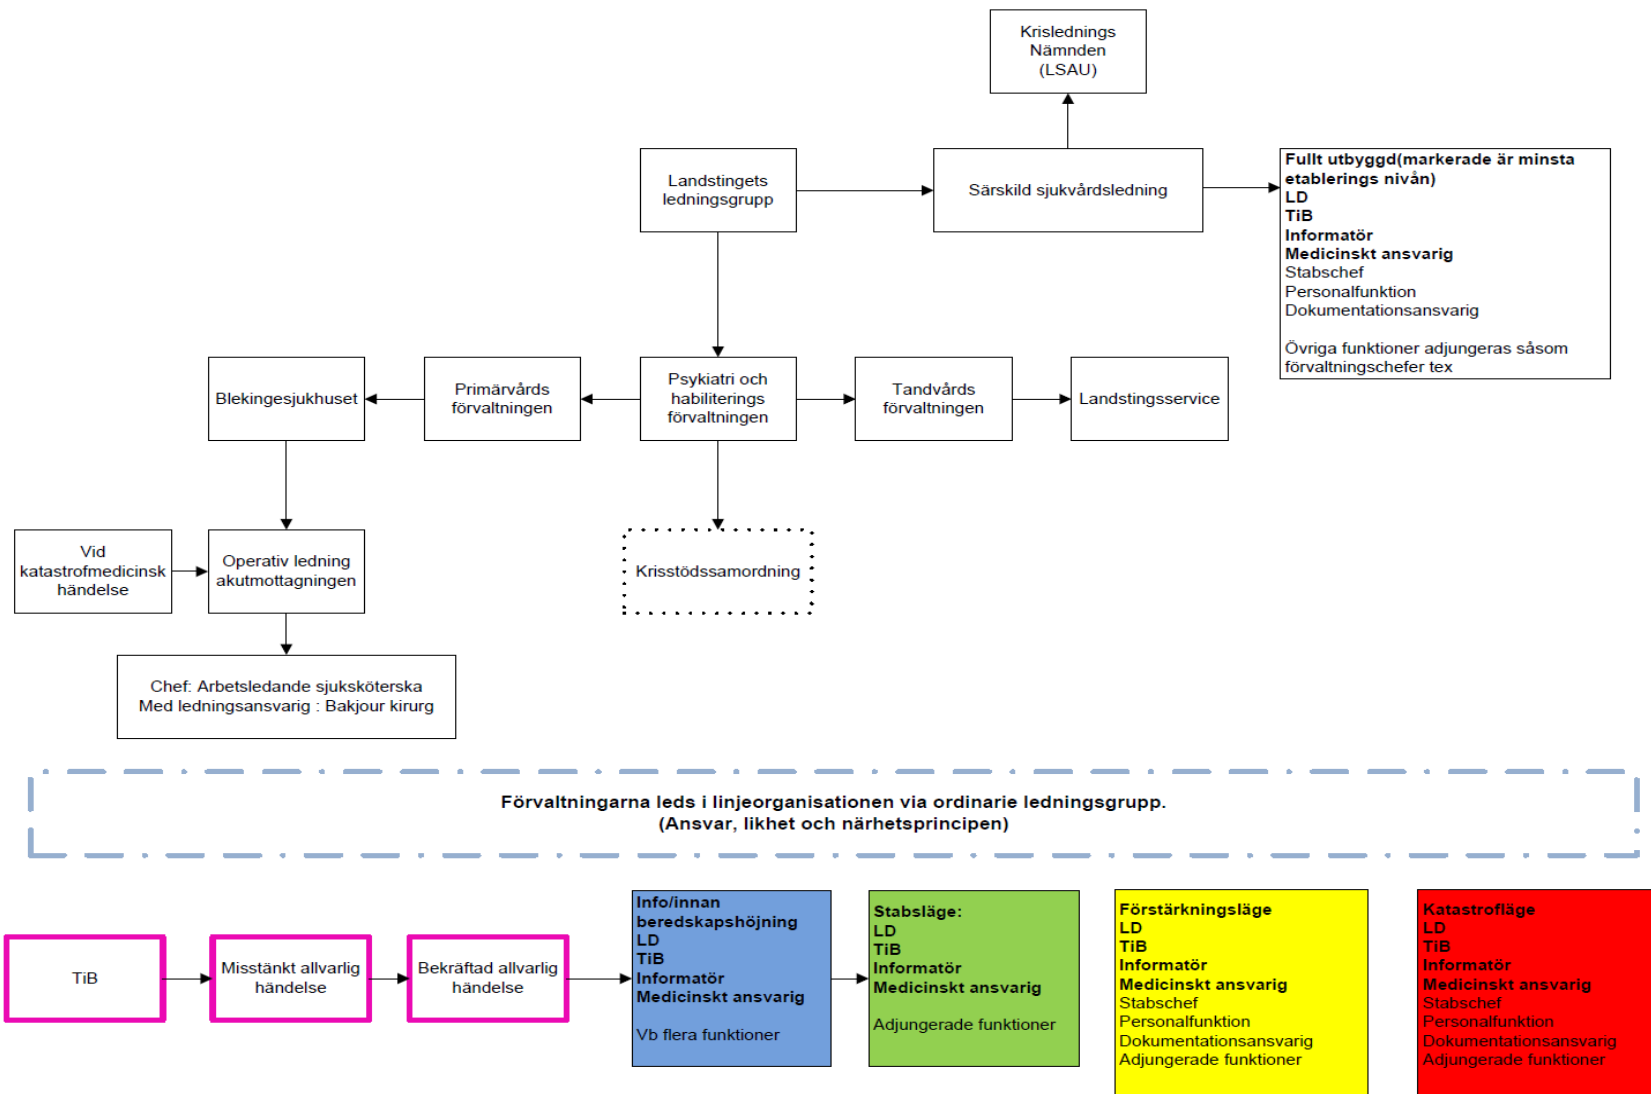 Krislednings
Nämnden
(LSAU)
Landstingets
ledningsgrupp
Särskild sjukvårdsledning
Fullt utbyggd(markerade är minsta
etablerings nivån)
LD
TiB
Informatör
Medicinskt ansvarig
Stabschef
Personalfunktion
Dokumentationsansvarig
Övriga funktioner adjungeras såsom
förvaltningschefer tex
Blekingesjukhuset
Primärvårds
förvaltningen
Psykiatri och
habiliterings
förvaltningen
Tandvårds
förvaltningen
Landstingsservice
Vid
katastrofmedicinsk
händelse
Operativ ledning
akutmottagningen
Krisstödssamordning
Chef: Arbetsledande sjuksköterska
Med ledningsansvarig : Bakjour kirurg
Förvaltningarna leds i linjeorganisationen via ordinarie ledningsgrupp.
(Ansvar, likhet och närhetsprincipen)
TiB
Misstänkt allvarlig
händelse
Bekräftad allvarlig
händelse
Info/innan
beredskapshöjning
LD
TiB
Informatör
Medicinskt ansvarig
Vb flera funktioner
Stabsläge:
LD
TiB
Informatör
Medicinskt ansvarig
Adjungerade funktioner
Förstärkningsläge
LD
TiB
Informatör
Medicinskt ansvarig
Stabschef
Personalfunktion
Dokumentationsansvarig
Adjungerade funktioner
Katastrofläge
LD
TiB
Informatör
Medicinskt ansvarig
Stabschef
Personalfunktion
Dokumentationsansvarig
Adjungerade funktioner